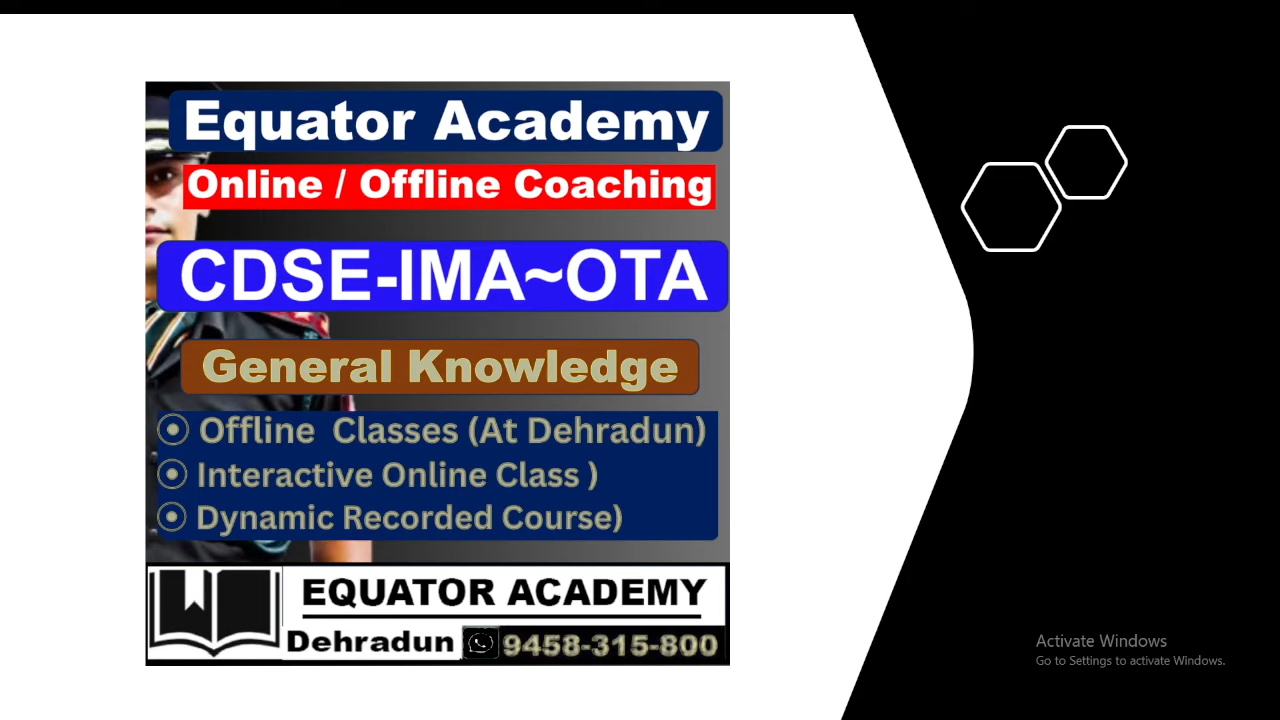 Equator Academy
Online / Offline Coaching
CDSE-IMA~OTA
General Knowledge
Offline Classes (At Dehradun)
Interactive Online Class )
Dynamic Recorded Course)
EQUATOR ACADEMY
Dehradun 9458-315-800
Activate Windows
Go to Settings to activate Windows.